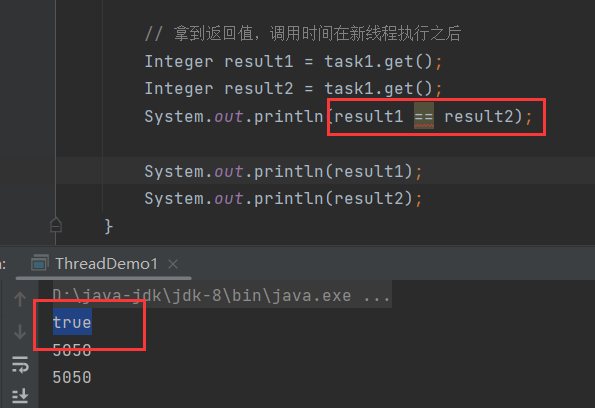 // 拿到返回值，调用时间在新线程执行之后
Integer result1 = task1.get();
Integer result2 = task1.get();
System.out.println(result1 == result2);
System.out.println(result1);
System.out.println(result2);
}
: ThreadDemo1 ×
D:\java-jdk\jdk-8\bin\java.exe ...
true
5050
5050